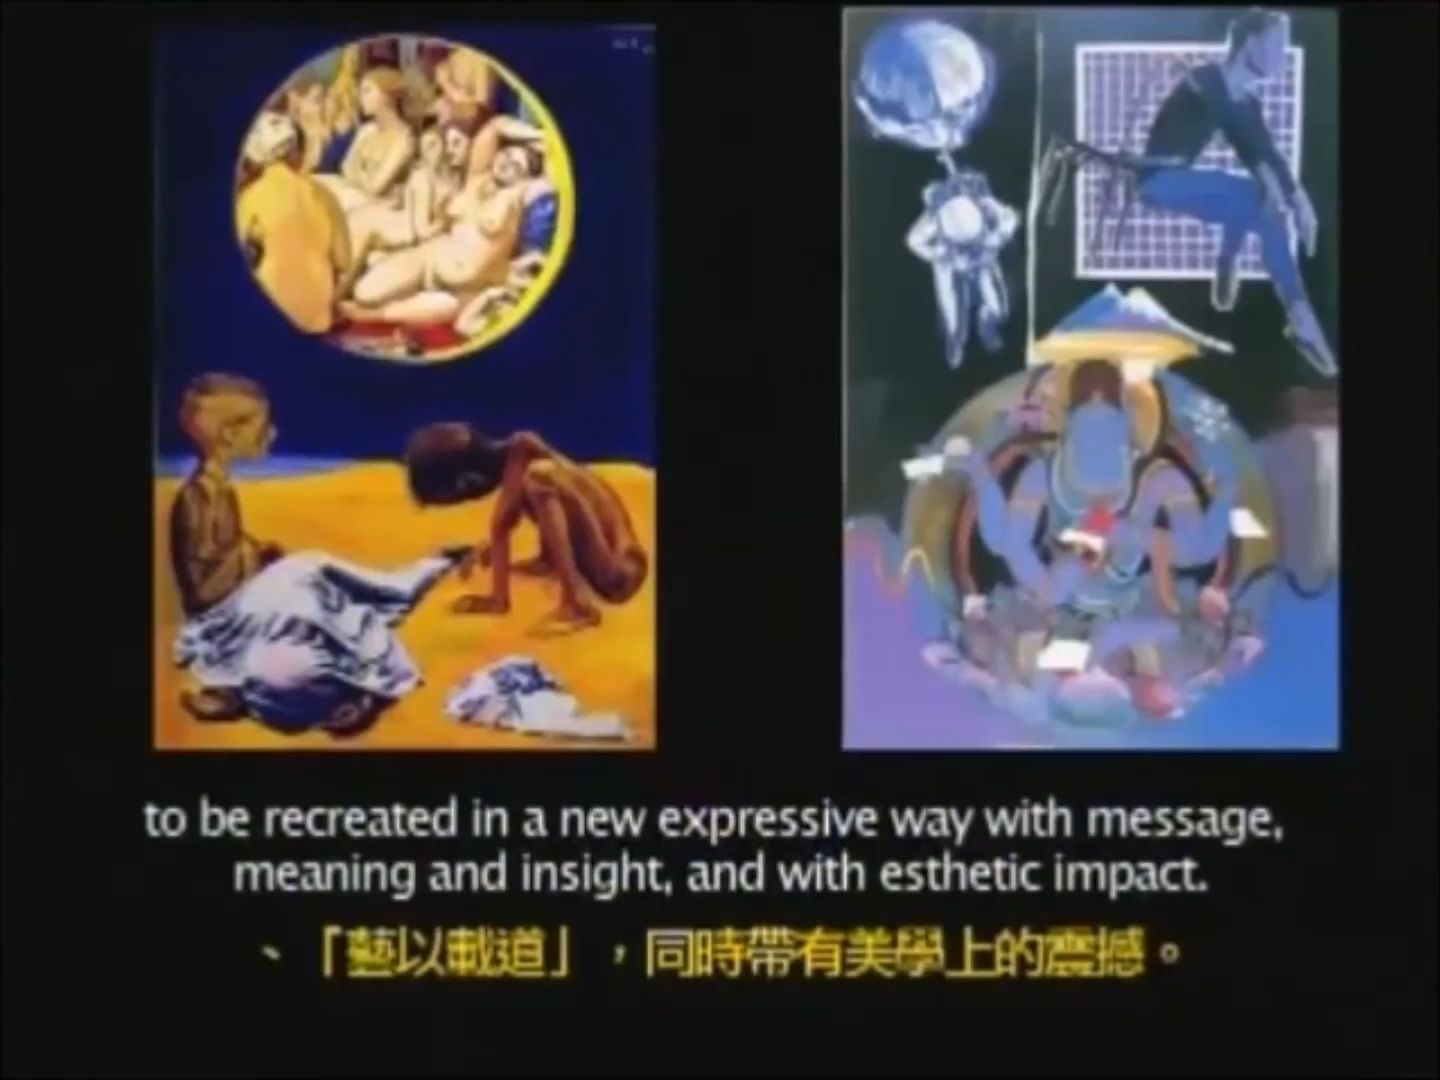 to be recreated in a new expressive way with message,
meaning and insight, and with esthetic impact.
、「藝以載道」，同時帶有美學上的震撼。